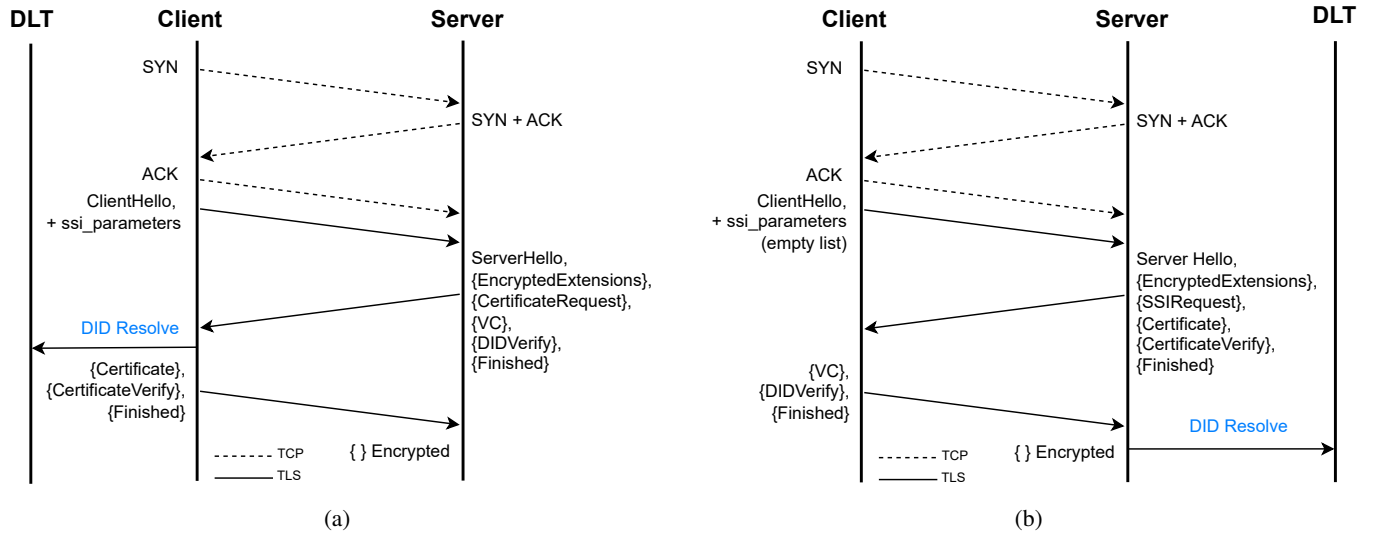 DLT
Client
Server
SYN
SYN + ACK
ACK
ClientHello,
+ ssi_parameters
ServerHello,
{EncryptedExtensions},
{CertificateRequest},
{VC},
{DIDVerify},
{Finished}
DID Resolve
{Certificate},
{CertificateVerify},
{Finished}
{ } Encrypted
TCP
TLS
(a)
Client
Server
DLT
SYN
SYN + ACK
ACK
ClientHello,
+ ssi_parameters
(empty list)
Server Hello,
{EncryptedExtensions},
{SSIRequest},
{Certificate},
{CertificateVerify},
{Finished}
{VC},
{DIDVerify},
{Finished}
DID Resolve
{ } Encrypted
TCP
TLS
(b)